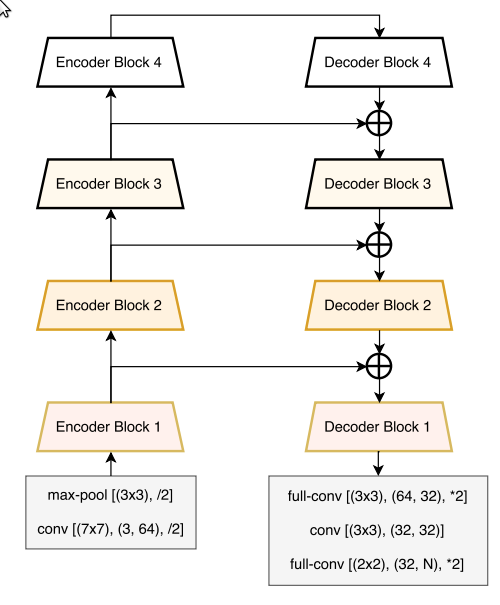 Encoder Block 4
Decoder Block 4
Encoder Block 3
Decoder Block 3
Encoder Block 2
Decoder Block 2
Encoder Block 1
Decoder Block 1
max-pool [(3x3), /2]
conv [(7x7), (3, 64), /2]
full-conv [(3x3), (64, 32), *2]
conv [(3x3), (32, 32)]
full-conv [(2x2), (32, N), *2]